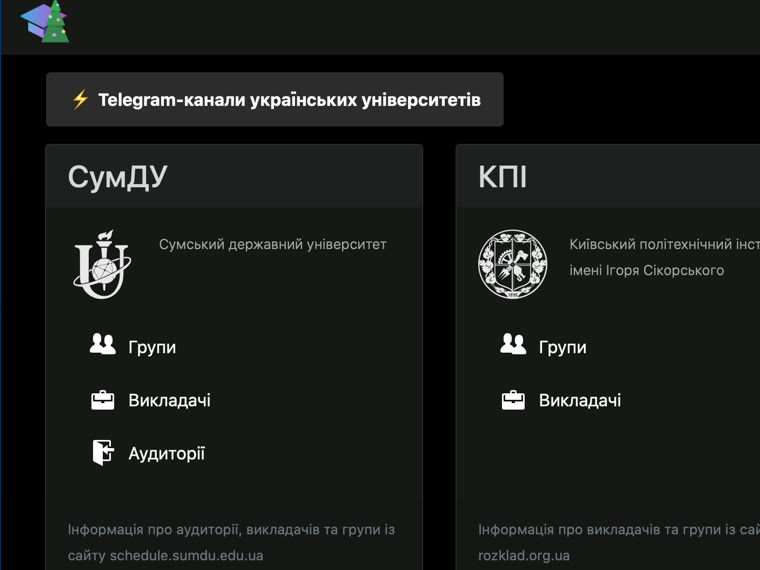 ⚡ Telegram-канали українських університетів
СумДУ
Сумський державний університет
Групи
Викладачі
Аудиторії
Інформація про аудиторії, викладачів та групи із
сайту schedule.sumdu.edu.ua
КПІ
Київський політехнічний інст
імені Ігоря Сікорського
1898
Групи
Викладачі
Інформація про викладачів та групи із сай
rozklad.org.ua